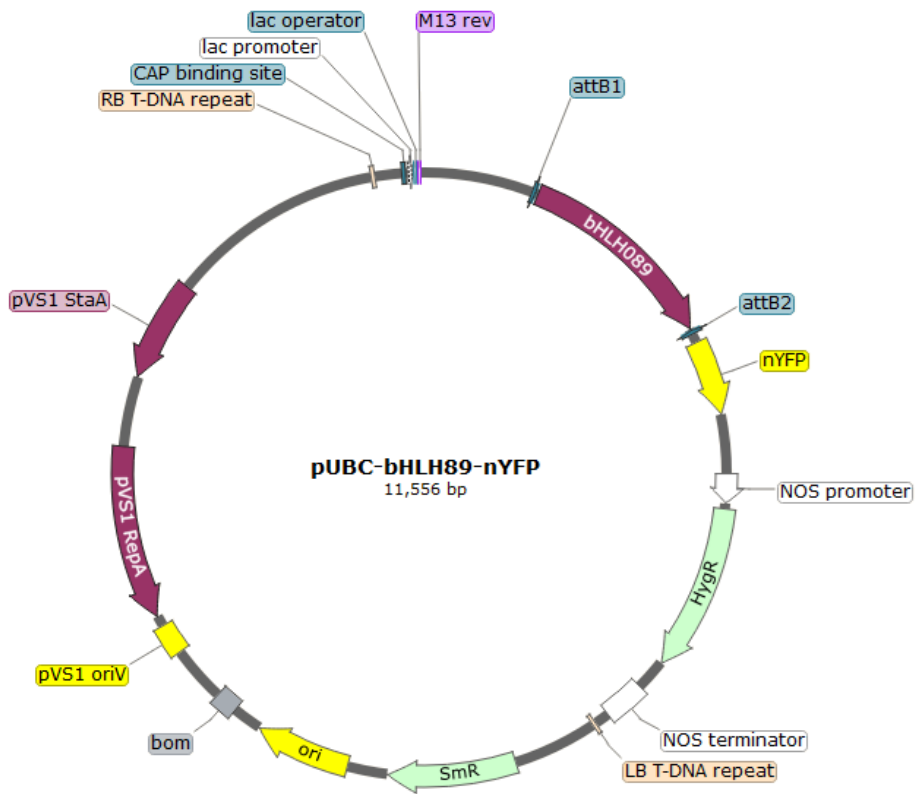 lac operator
M13 rev
lac promoter
CAP binding site
RB T-DNA repeat
attB1
bHLH089
pVS1 StaA
attB2
nYFP
pUBC-bHLH89-nYFP
11,556 bp
NOS promoter
pVS1 RepA
HygR
pVS1 oriV
bom
ori
SmR
NOS terminator
LB T-DNA repeat